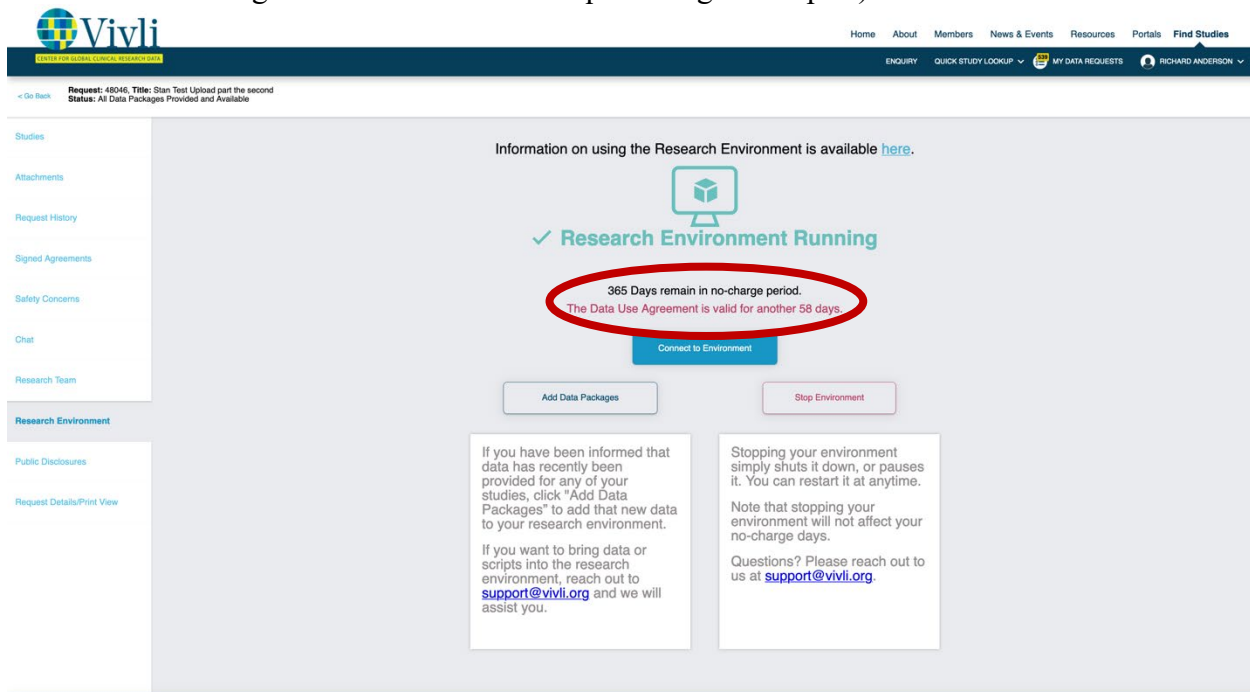 Vivli
CENTER FOR GLOBAL CLINICAL RESEARCH DATA
Home About Members News & Events Resources Portals Find Studies
ENQUIRY QUICK STUDY LOOKUP 839 MY DATA REQUESTS RICHARD ANDERSON
< Go Back
Request: 48046, Title: Stan Test Upload part the second
Status: All Data Packages Provided and Available
Studies
Attachments
Request History
Signed Agreements
Safety Concerns
Chat
Research Team
Research Environment
Public Disclosures
Request Details/Print View
Information on using the Research Environment is available here.
✓ Research Environment Running
365 Days remain in no-charge period.
The Data Use Agreement is valid for another 58 days.
Connect to Environment
Add Data Packages
Stop Environment
If you have been informed that
data has recently been
provided for any of your
studies, click "Add Data
Packages" to add that new data
to your research environment.
If you want to bring data or
scripts into the research
environment, reach out to
support@vivli.org and we will
assist you.
Stopping your environment
simply shuts it down, or pauses
it. You can restart it at anytime.
Note that stopping your
environment will not affect your
no-charge days.
Questions? Please reach out to
us at support@vivli.org.